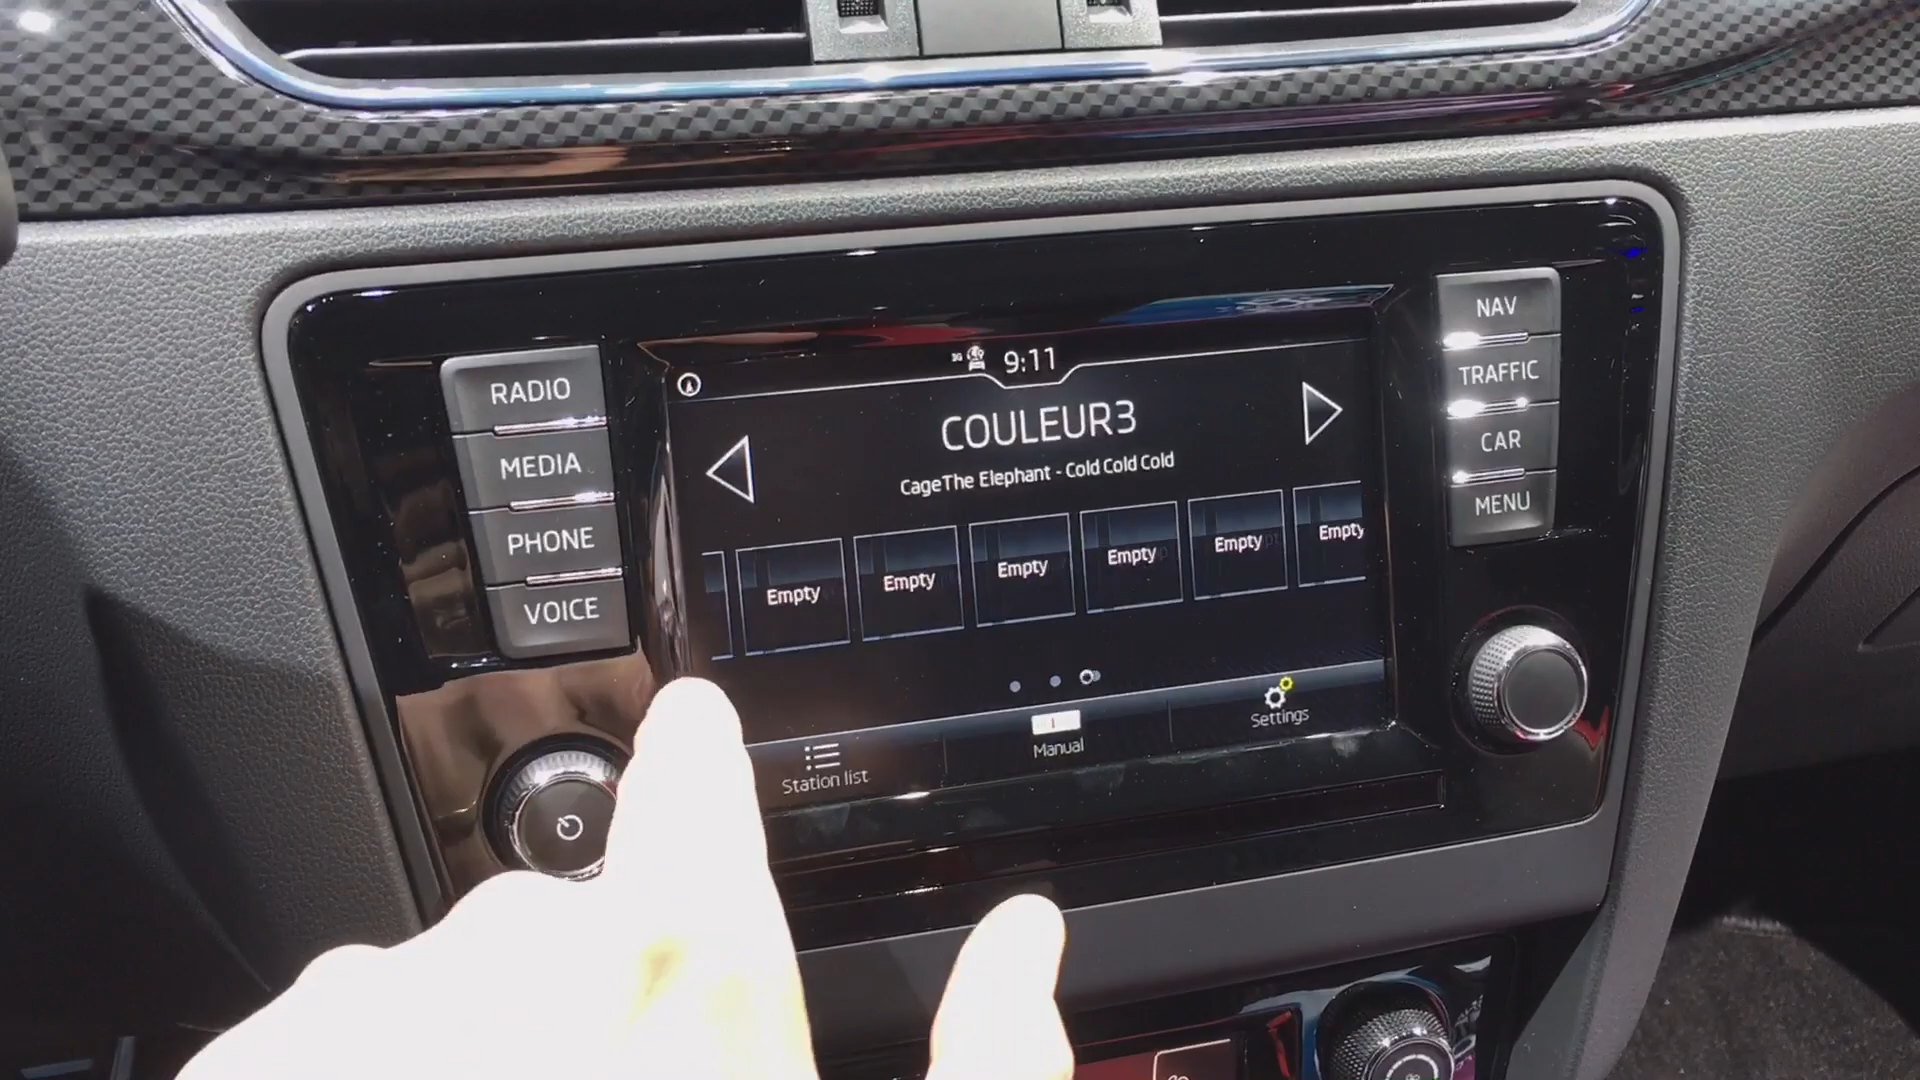 RADIO
MEDIA
PHONE
VOICE
3G 9:11
COULEUR3
CageThe Elephant - Cold Cold Cold
Empty Empty Empty Empty Empty Empty
Station list
Manual
Settings
NAV
TRAFFIC
CAR
MENU